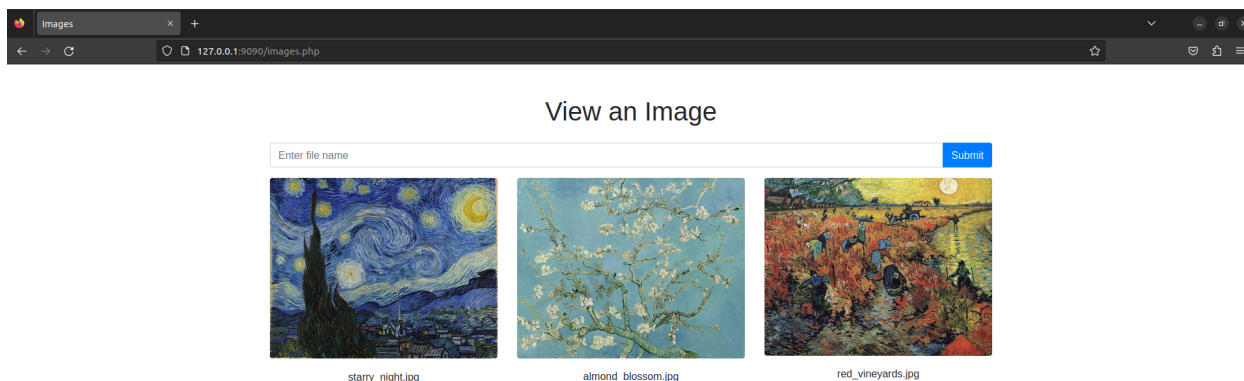 Images
127.0.0.1:9090/images.php
View an Image
Enter file name
Submit
starry_night.jpg
almond_blossom.jpg
red_vineyards.jpg